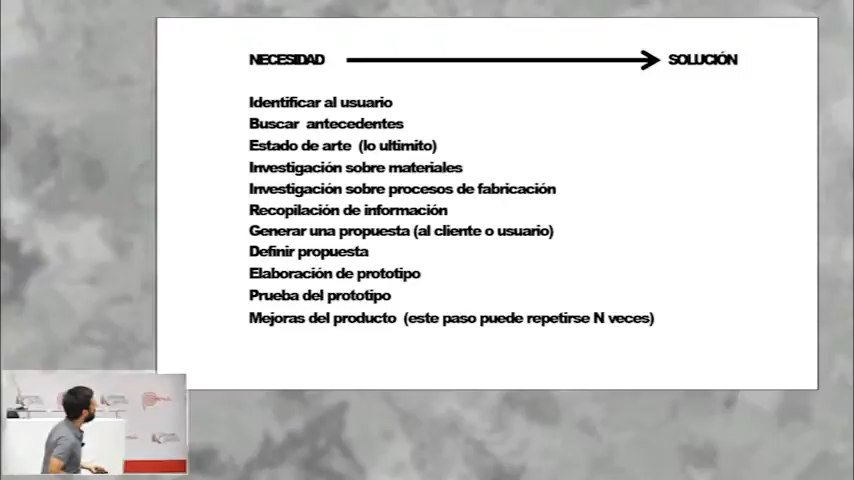 NECESIDAD SOLUCIÓN
Identificar al usuario
Buscar antecedentes
Estado de arte (lo ultimito)
Investigación sobre materiales
Investigación sobre procesos de fabricación
Recopilación de información
Generar una propuesta (al cliente o usuario)
Definir propuesta
Elaboración de prototipo
Prueba del prototipo
Mejoras del producto (este paso puede repetirse N veces)